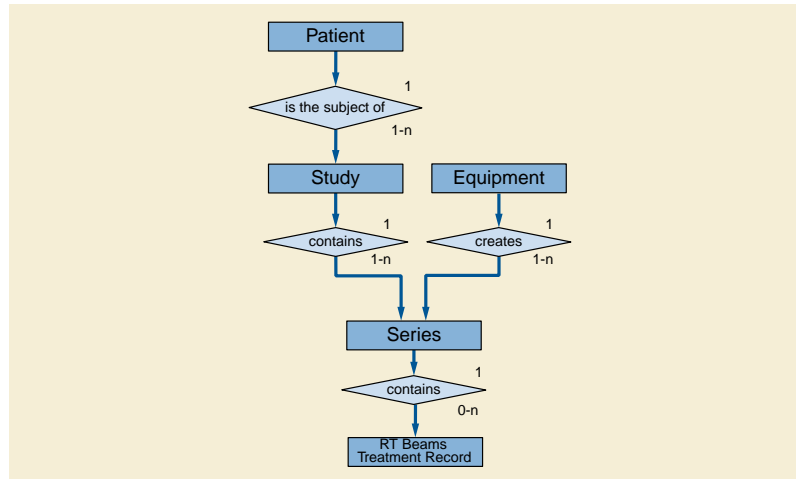 Patient
1
is the subject of
1-n
Study
Equipment
1
contains
1-n
1
creates
1-n
Series
1
contains
0-n
RT Beams
Treatment Record